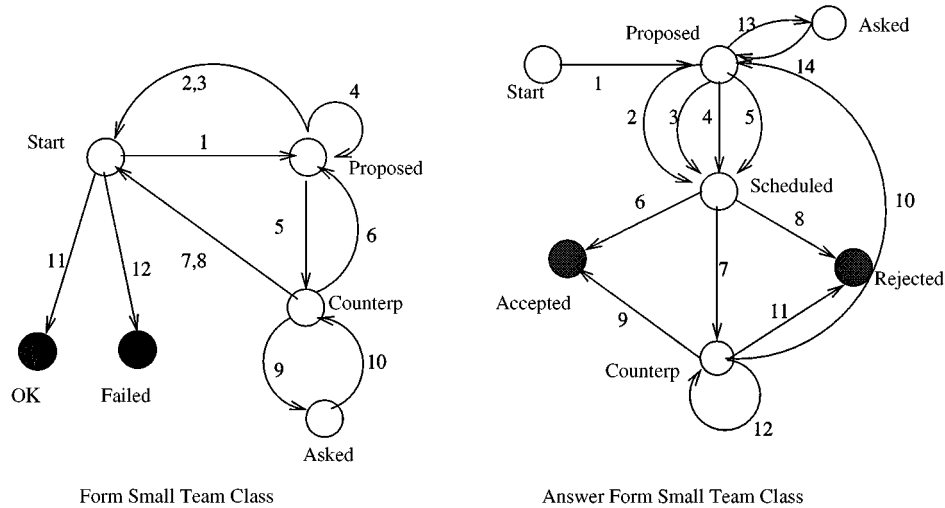 Start
2,3
4
1
Proposed
5
6
7,8
11
12
Counterp
9
10
OK
Failed
Asked
Form Small Team Class
Proposed
13
Asked
Start
1
14
2
3
4
5
Scheduled
6
8
10
7
Accepted
Rejected
9
11
Counterp
12
Answer Form Small Team Class